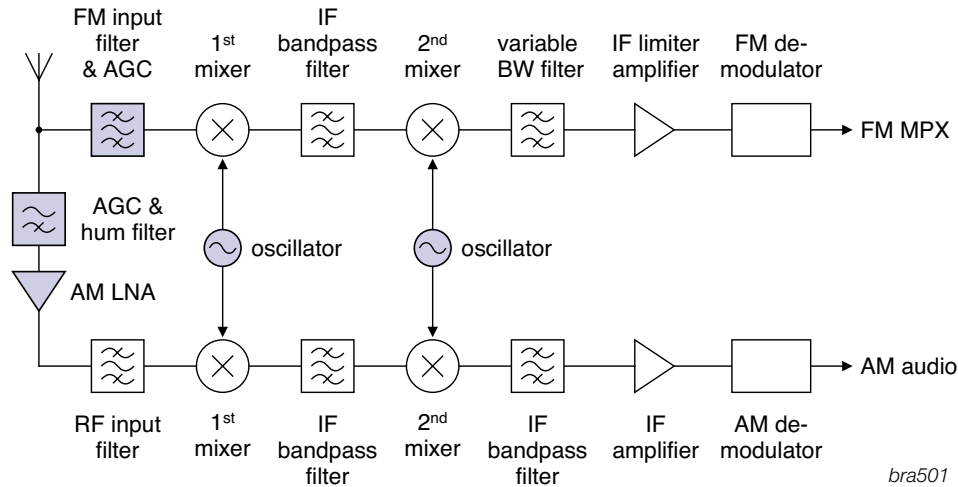 FM input
filter
& AGC
1st
mixer
IF
bandpass
filter
2nd
mixer
variable
BW filter
IF limiter
amplifier
FM de-
modulator
FM MPX
AGC &
hum filter
oscillator
oscillator
AM LNA
AM audio
RF input
filter
1st
mixer
IF
bandpass
filter
2nd
mixer
IF
bandpass
filter
IF
amplifier
AM de-
modulator
bra501